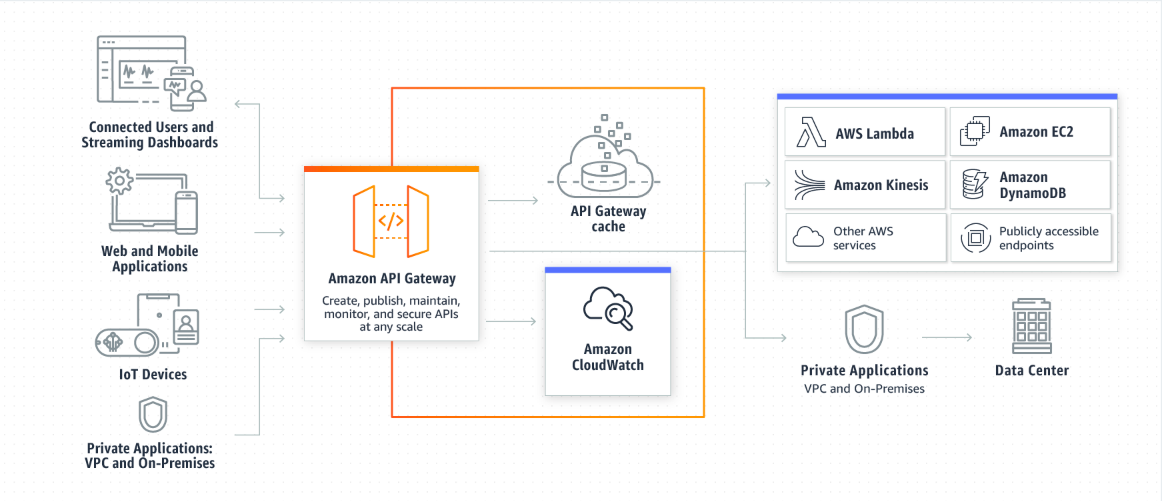 Connected Users and
Streaming Dashboards
Web and Mobile
Applications
IoT Devices
Private Applications:
VPC and On-Premises
</>
Amazon API Gateway
Create, publish, maintain,
monitor, and secure APIs
at any scale
API Gateway
cache
Amazon
CloudWatch
AWS Lambda
Amazon EC2
Amazon Kinesis
Amazon
DynamoDB
Other AWS
services
Publicly accessible
endpoints
Private Applications
VPC and On-Premises
Data Center